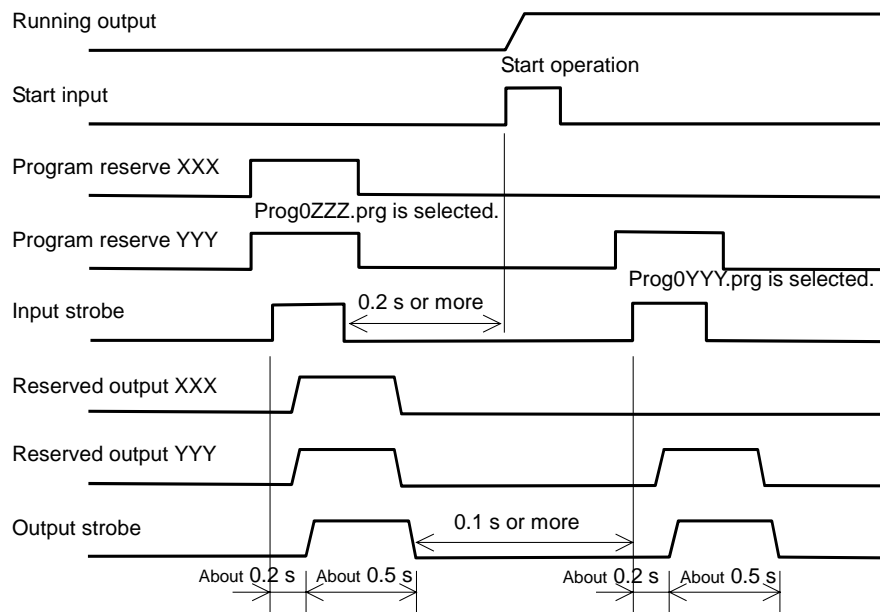 Running output
Start operation
Start input
Program reserve XXX
Prog0ZZZ.prg is selected.
Program reserve YYY
Prog0YYY.prg is selected.
Input strobe
0.2 s or more
Reserved output XXX
Reserved output YYY
Output strobe
0.1 s or more
About 0.2 s
About 0.5 s
About 0.2 s
About 0.5 s